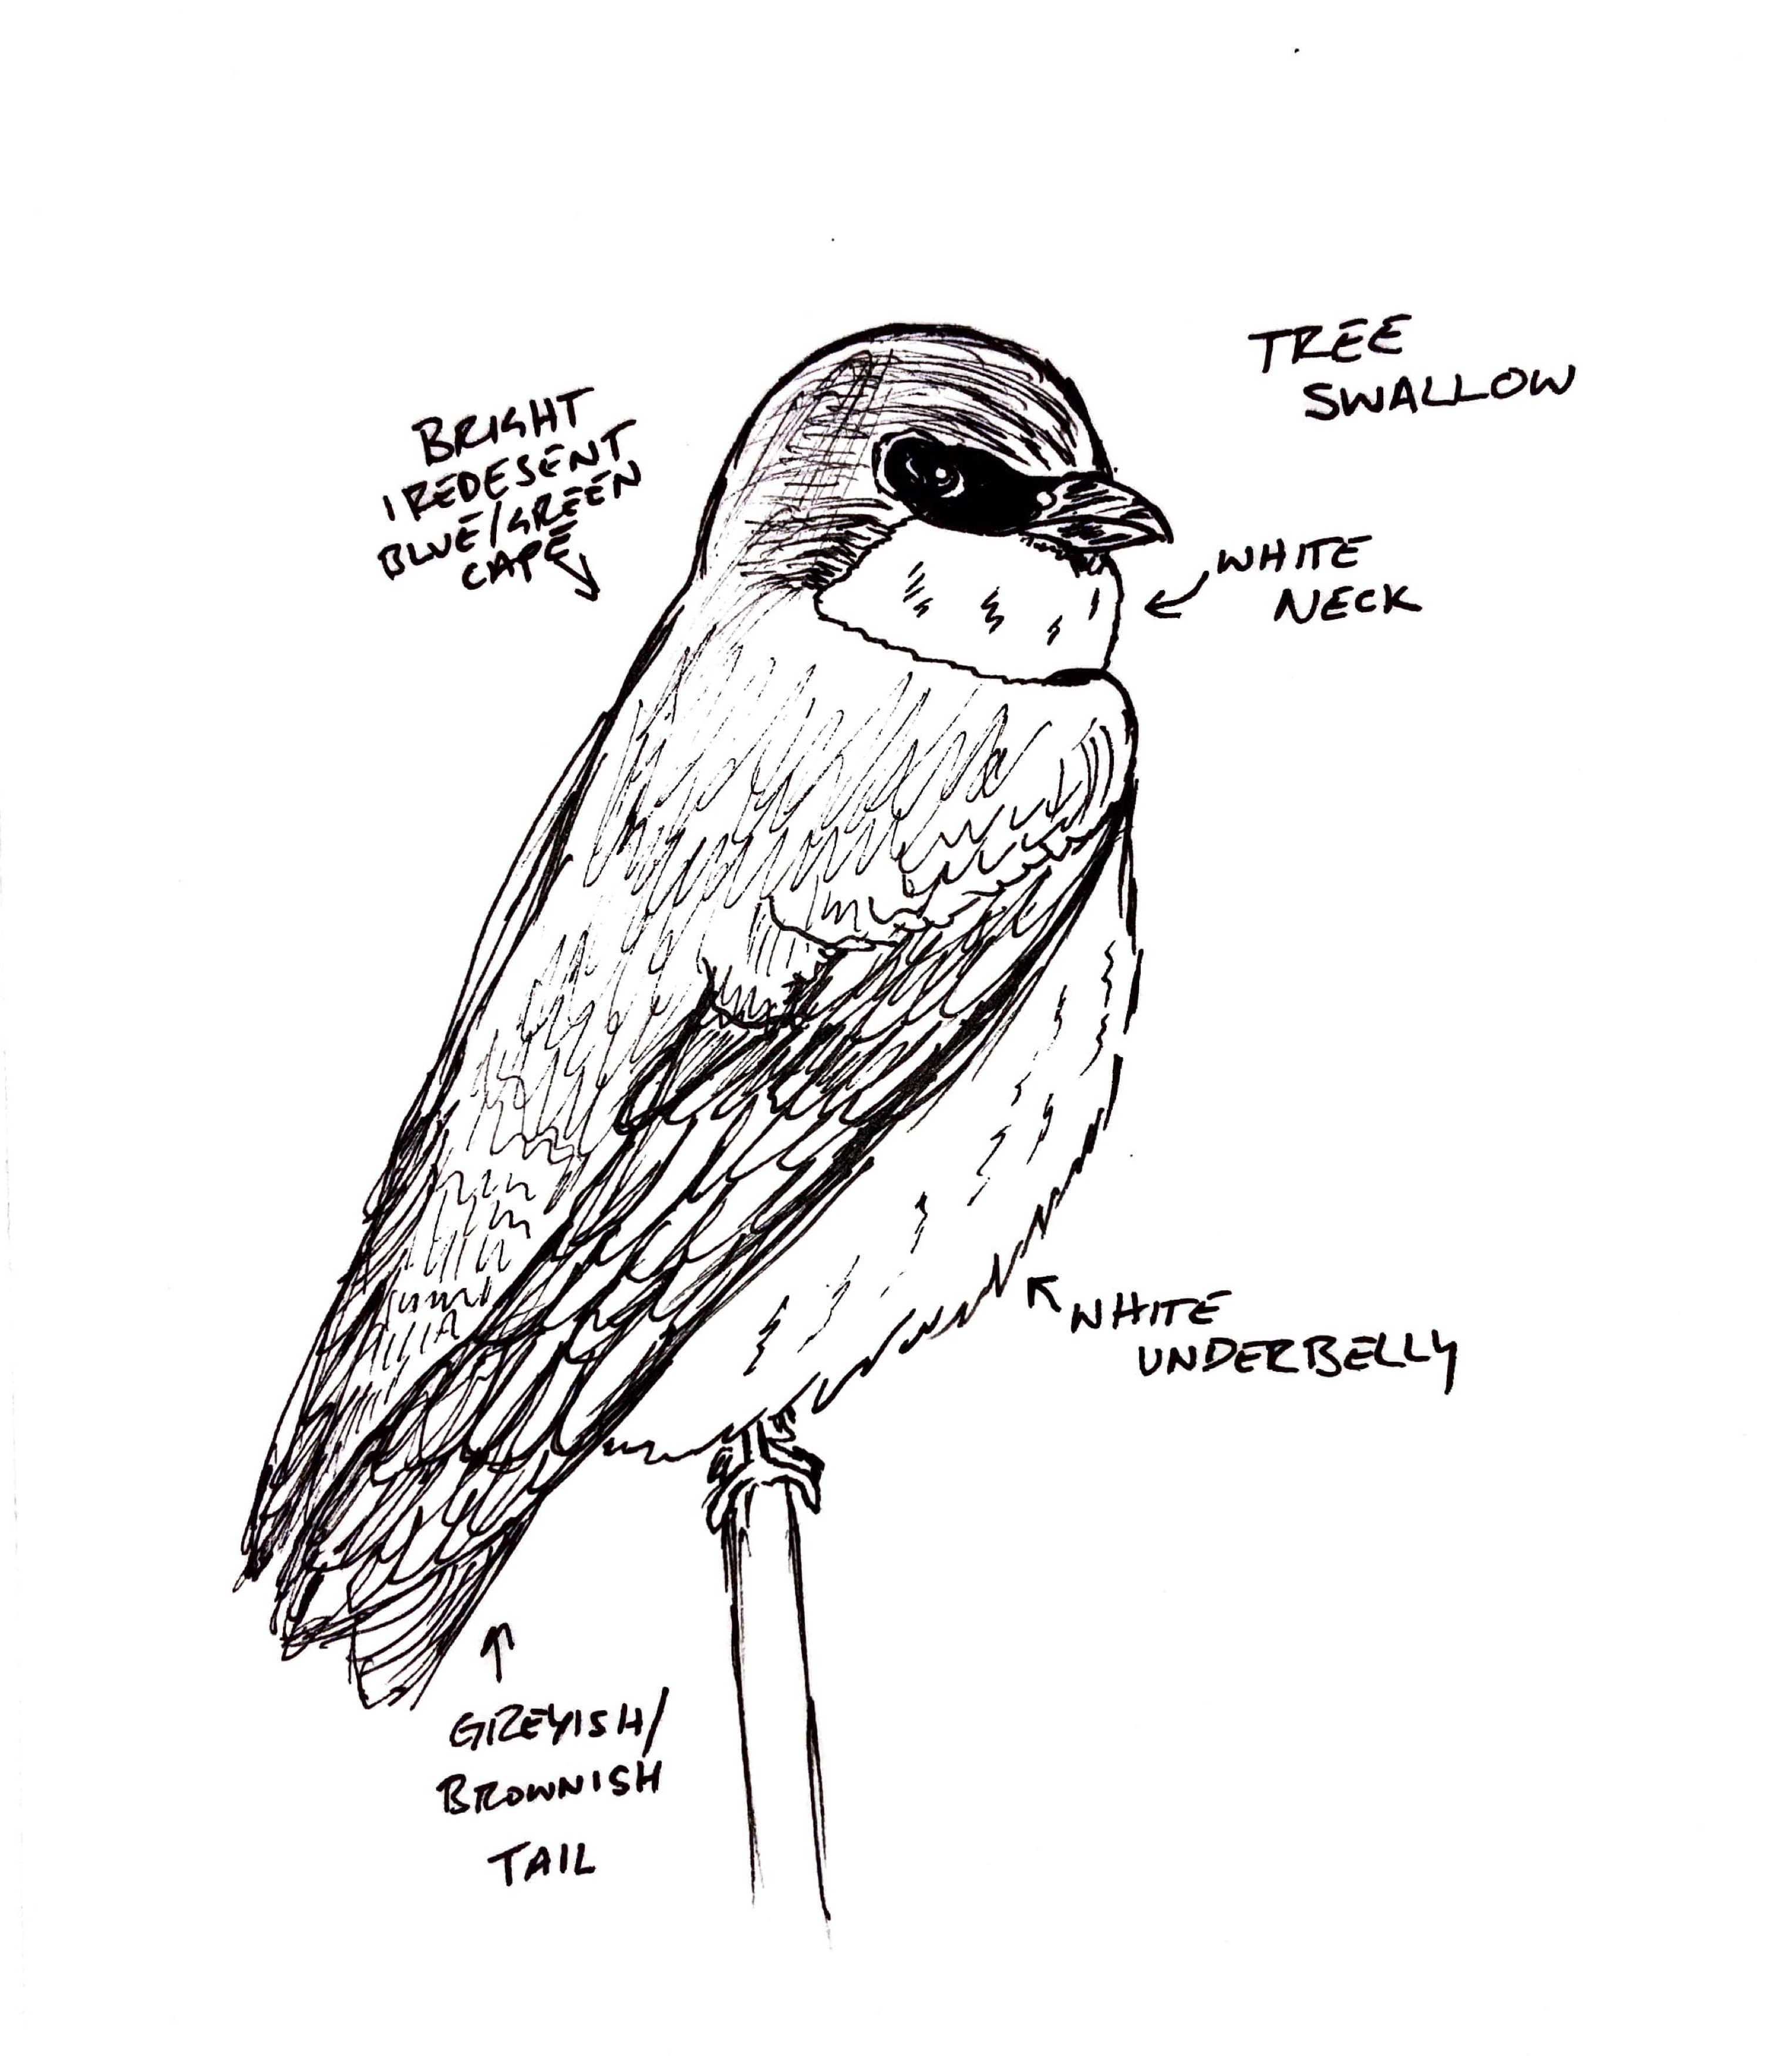 TREE
SWALLOW
BRIGHT
IREDESENT
BLUE/GREEN
CAPE
WHITE
NECK
WHITE
UNDERBELLY
GREYISH/
BROWNISH
TAIL